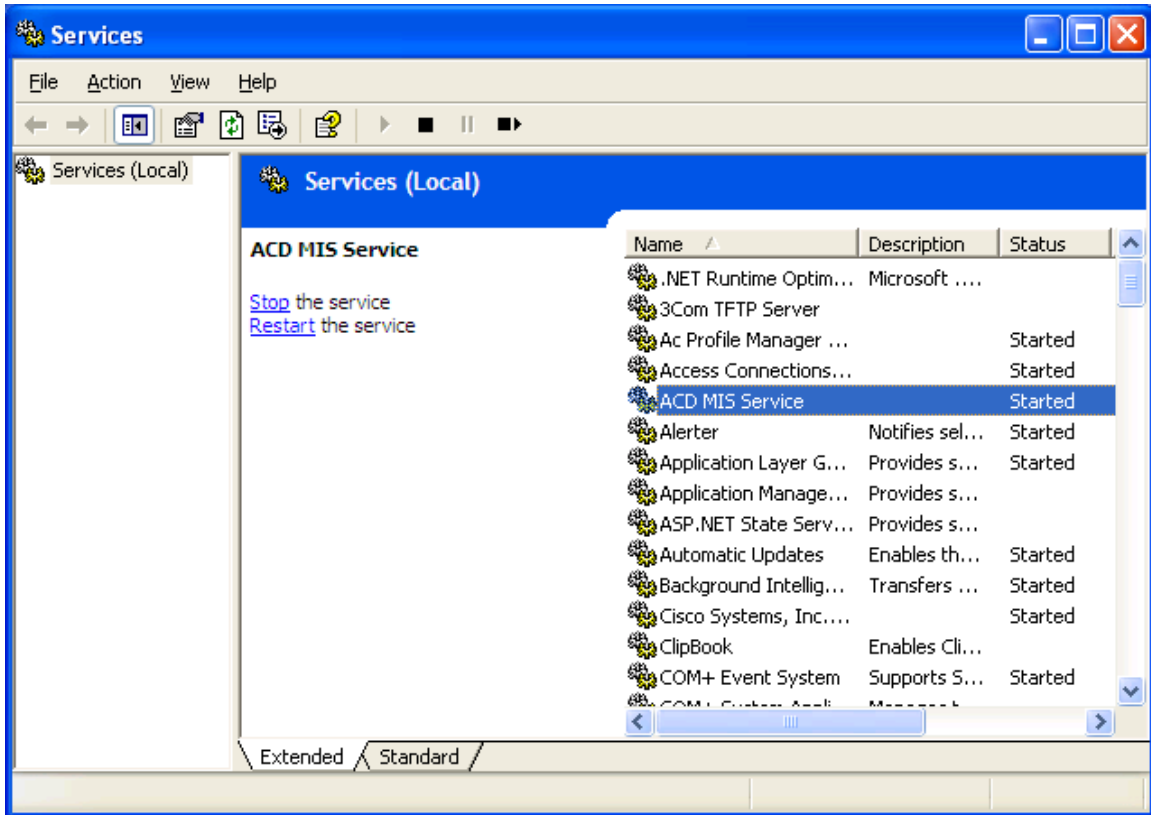 Services
File Action View Help
Services (Local)
Services (Local)
ACD MIS Service
Stop the service
Restart the service
Name Description Status
.NET Runtime Optim... Microsoft ....
3Com TFTP Server
Ac Profile Manager ... Started
Access Connections... Started
ACD MIS Service Started
Alerter Notifies sel... Started
Application Layer G... Provides s... Started
Application Manage... Provides s...
ASP.NET State Serv... Provides s...
Automatic Updates Enables th... Started
Background Intellig... Transfers ... Started
Cisco Systems, Inc.... Started
ClipBook Enables Cli...
COM+ Event System Supports S... Started
COM+ System Appli
Extended Standard